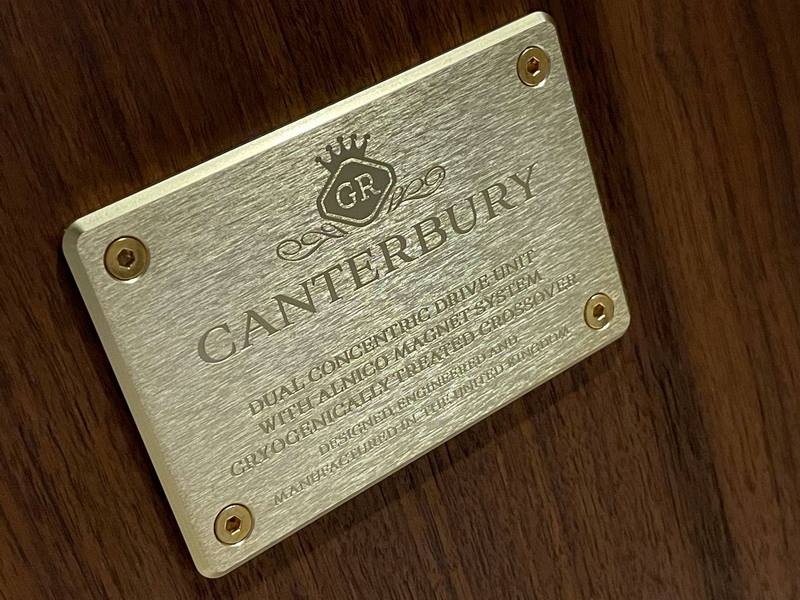 GR
CANTERBURY
DUAL CONCENTRIC DRIVE UNIT
WITH ALNICO MAGNET SYSTEM
CRYOGENICALLY TREATED CROSSOVER
DESIGNED, ENGINEERED AND
MANUFACTURED IN THE UNITED KINGDOM